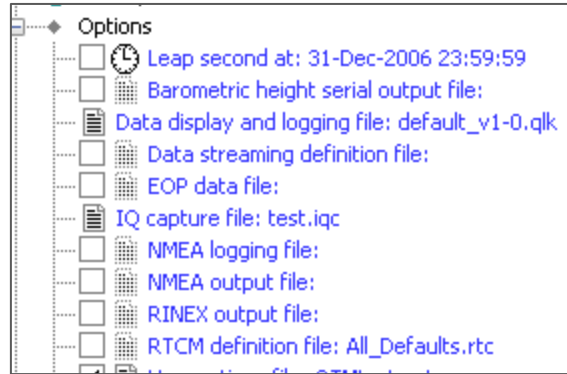 Options
Leap second at: 31-Dec-2006 23:59:59
Barometric height serial output file:
Data display and logging file: default_v1-0.qlk
Data streaming definition file:
EOP data file:
IQ capture file: test.iqc
NMEA logging file:
NMEA output file:
RINEX output file:
RTCM definition file: All_Defaults.rtc